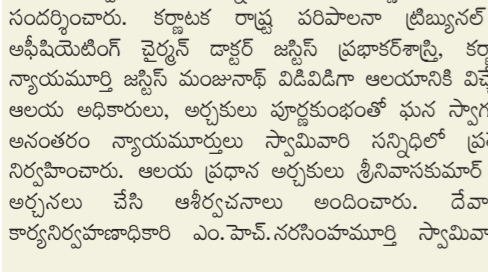 సందర్శించారు. కర్ణాటక రాష్ట్ర పరిపాలనా ట్రిబ్యునల్
అఫీషియేటింగ్ చైర్మన్ డాక్టర్ జస్టిస్ ప్రభాకర్‌శాస్త్రి,
న్యాయమూర్తి జస్టిస్ మంజునాథ్ విడివిడిగా ఆలయానికి
ఆలయ అధికారులు, అర్చకులు పూర్ణకుంభంతో ఘన
అనంతరం న్యాయమూర్తులు స్వామివారి సన్నిధిలో
నిర్వహించారు. ఆలయ ప్రధాన అర్చకులు శ్రీనివాసకుమార్
అర్చనలు చేసి ఆశీర్వచనాలు అందించారు.
కార్యనిర్వహణాధికారి ఎం.హెచ్.నరసింహమూర్తి